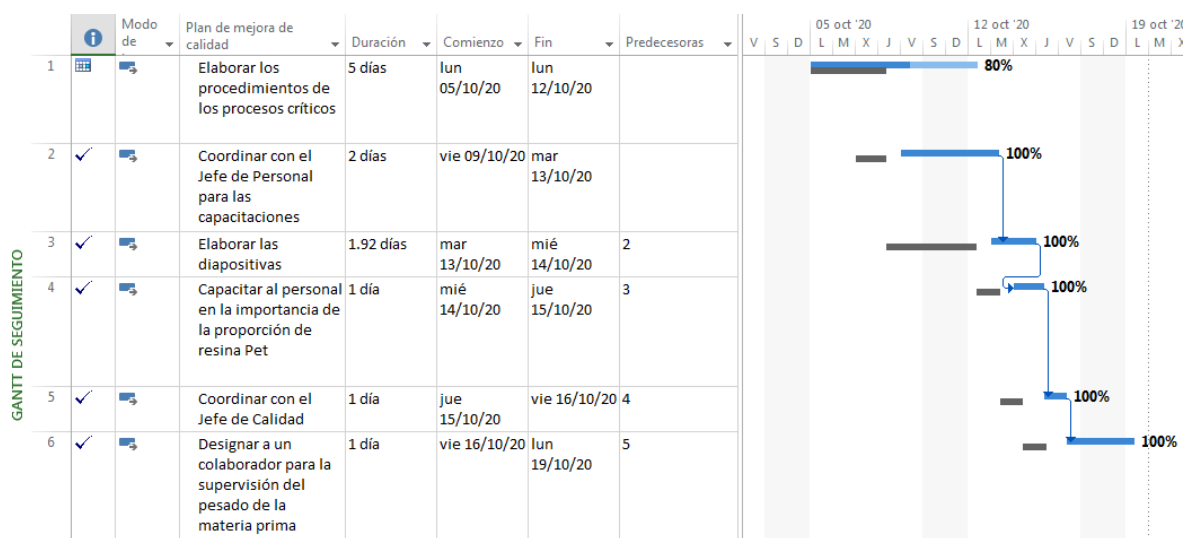 Modo de
Plan de mejora de calidad
Duración
Comienzo
Fin
Predecesoras
05 oct '20
12 oct '20
19 oct '20
V S D L M X J V S D L M X J V S D L M X
GANTT DE SEGUIMIENTO
1 Elaborar los procedimientos de los procesos críticos 5 días lun 05/10/20 lun 12/10/20 80%
2 Coordinar con el Jefe de Personal para las capacitaciones 2 días vie 09/10/20 mar 13/10/20 100%
3 Elaborar las diapositivas 1.92 días mar 13/10/20 mié 14/10/20 2 100%
4 Capacitar al personal en la importancia de la proporción de resina Pet 1 día mié 14/10/20 jue 15/10/20 3 100%
5 Coordinar con el Jefe de Calidad 1 día jue 15/10/20 vie 16/10/20 4 100%
6 Designar a un colaborador para la supervisión del pesado de la materia prima 1 día vie 16/10/20 lun 19/10/20 5 100%